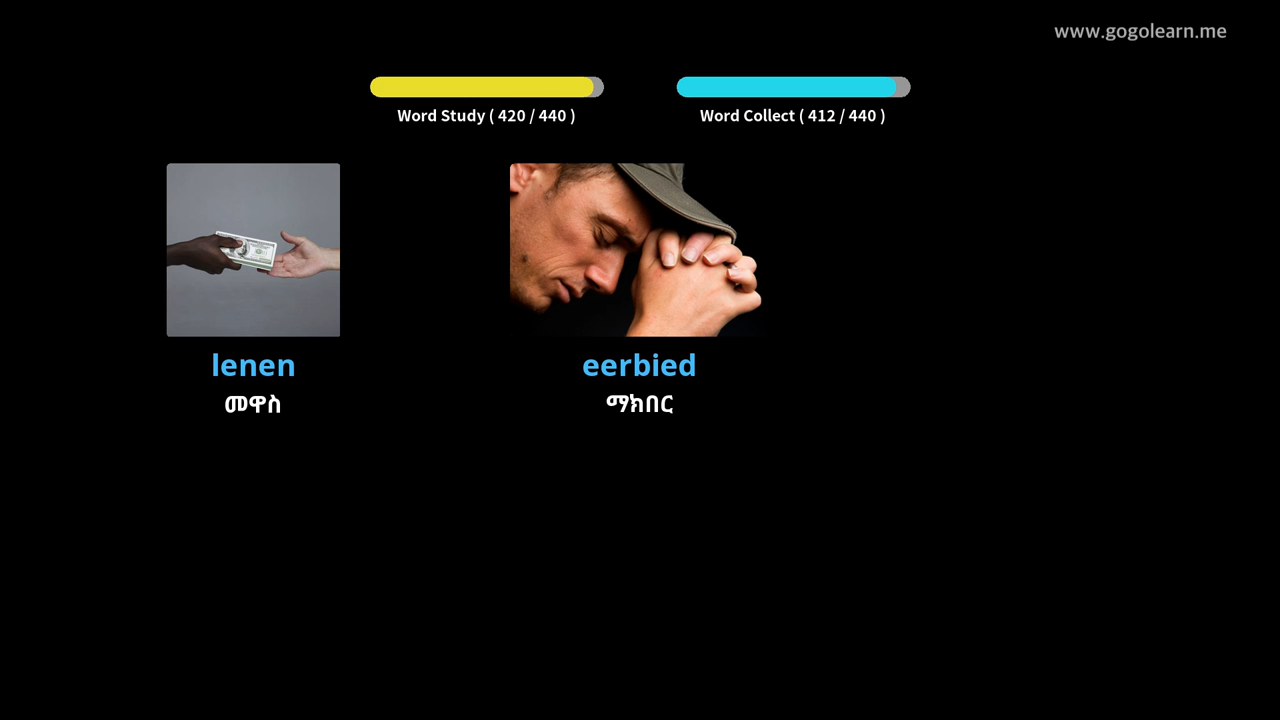 www.gogolearn.me
Word Study ( 420 / 440 )
Word Collect ( 412 / 440 )
lenen
መዋስ
eerbied
ማክበር